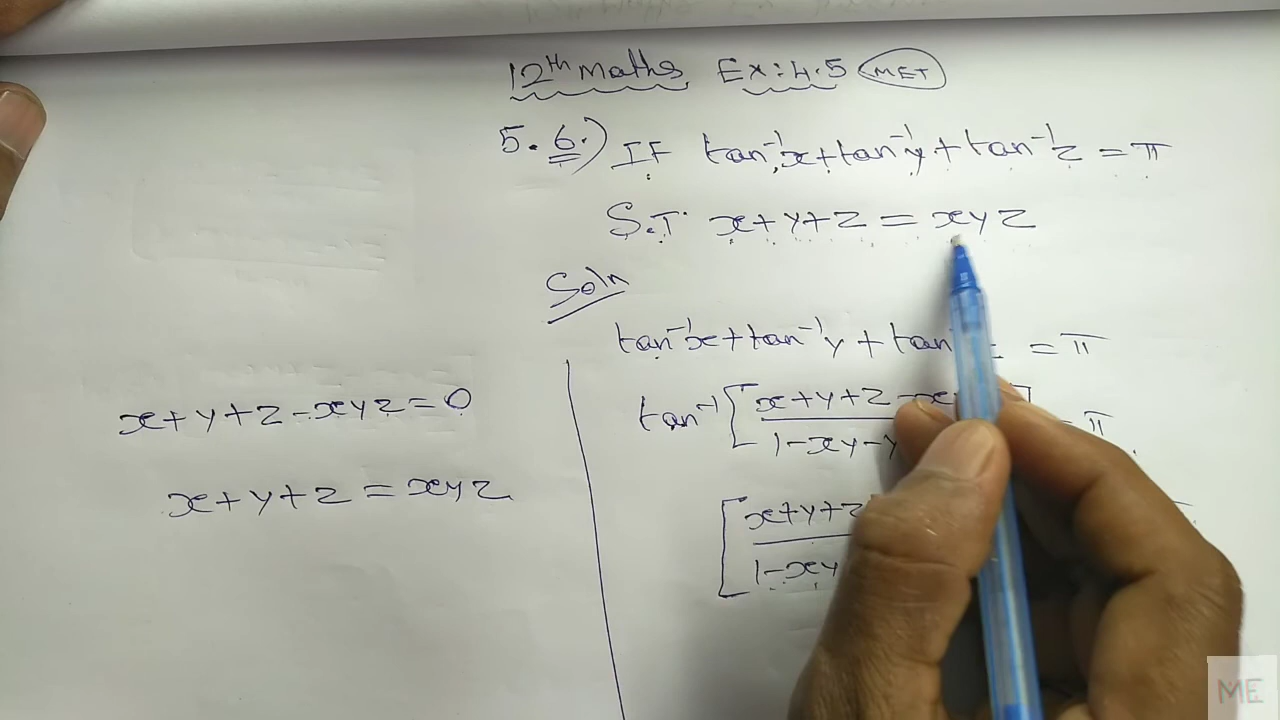 12th maths Ex:4.5 MET
5.6.) IF tan⁻¹x+tan⁻¹y+tan⁻¹z=π
S.T. x+y+z=xyz
Soln
tan⁻¹x+tan⁻¹y+tan =π
tan⁻¹[x+y+z-xy
1-xy-y
=π
[x+y+z
1-xy
x+y+z-xyz=0
x+y+z=xyz
ME